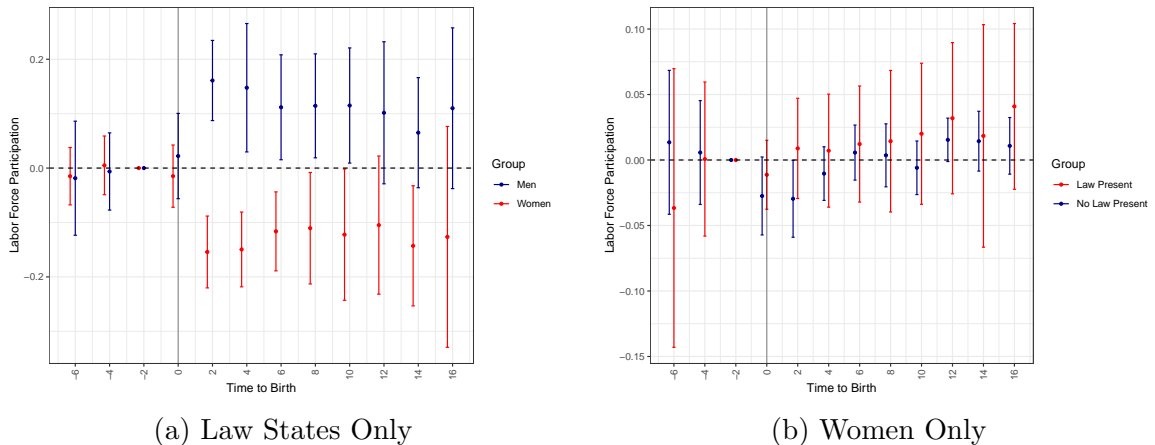 0.2
0.0
−0.2
Labor Force Participation
−6
−4
−2
0
2
4
6
8
10
12
14
16
Time to Birth
Group
Men
Women
(a) Law States Only
0.10
0.05
0.00
−0.05
−0.10
−0.15
Labor Force Participation
−6
−4
−2
0
2
4
6
8
10
12
14
16
Time to Birth
Group
Law Present
No Law Present
(b) Women Only